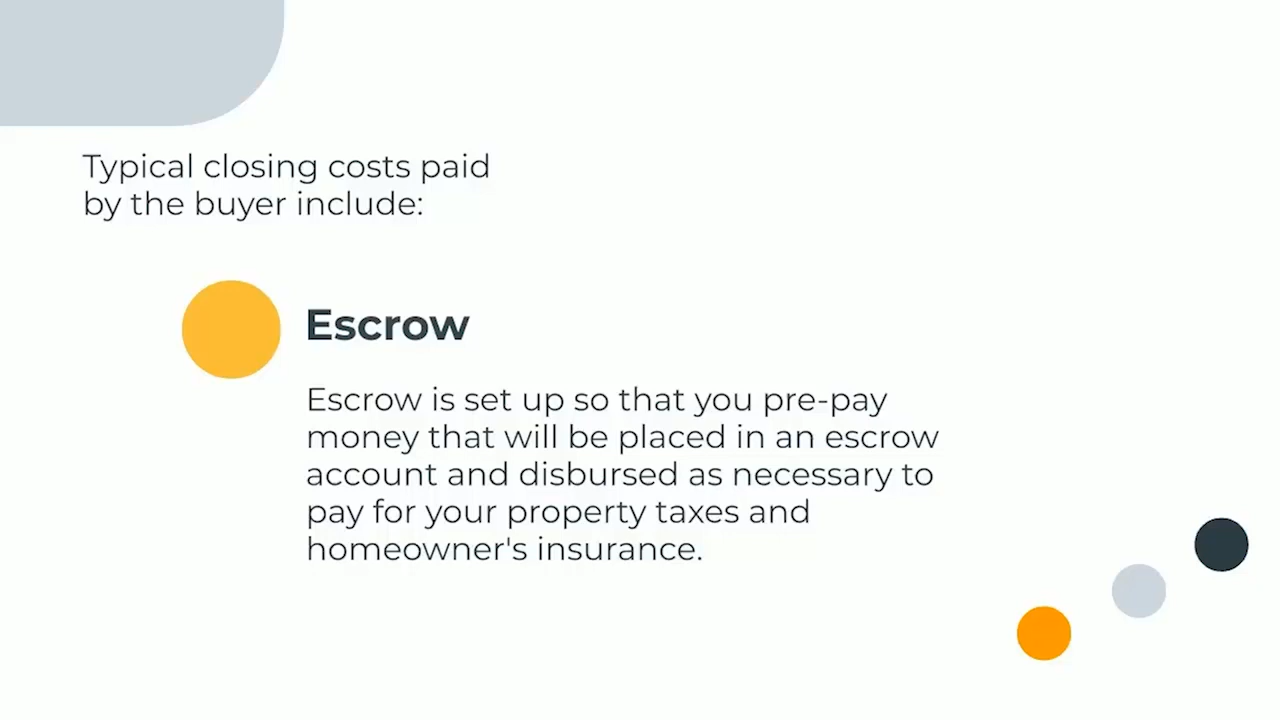 Typical closing costs paid
by the buyer include:
Escrow
Escrow is set up so that you pre-pay
money that will be placed in an escrow
account and disbursed as necessary to
pay for your property taxes and
homeowner's insurance.